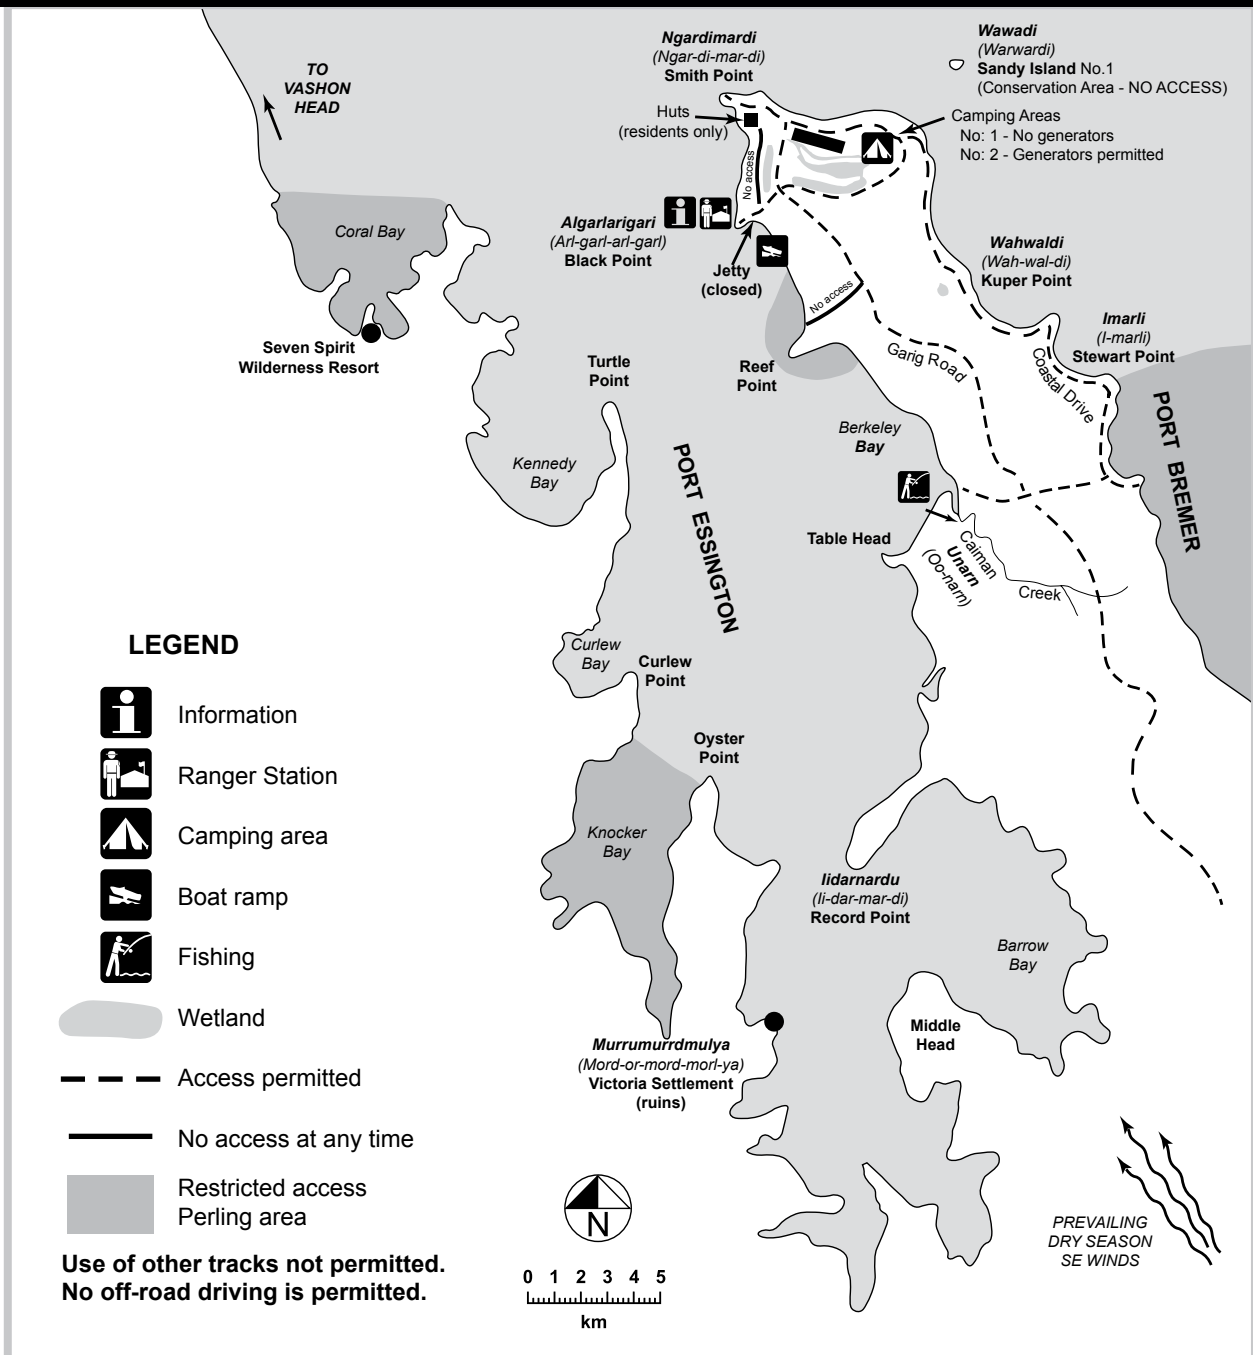 Ngardimardi
(Ngar-di-mar-di)
Smith Point
Wawadi
(Warwardi)
Sandy Island No.1
(Conservation Area - NO ACCESS)
TO
VASHON
HEAD
Huts
(residents only)
Camping Areas
No: 1 - No generators
No: 2 - Generators permitted
No access
Coral Bay
Algarlarigari
(Arl-garl-arl-garl)
Black Point
Jetty
(closed)
Wahwaldi
(Wah-wal-di)
Kuper Point
No access
Imarli
(I-marli)
Stewart Point
Seven Spirit
Wilderness Resort
Turtle
Point
Reef
Point
Garig Road
Coastal Drive
PORT BREMER
Berkeley
Bay
Kennedy
Bay
PORT ESSINGTON
Table Head
Caiman
Unarn
(Oo-narn)
Creek
LEGEND
Curlew
Bay
Curlew
Point
Information
Oyster
Point
Ranger Station
Camping area
Knocker
Bay
Iidarnardu
(Ii-dar-mar-di)
Record Point
Boat ramp
Fishing
Barrow
Bay
Wetland
Middle
Head
Murrumurrdmulya
(Mord-or-mord-morl-ya)
Victoria Settlement
(ruins)
Access permitted
No access at any time
Restricted access
Perling area
N
PREVAILING
DRY SEASON
SE WINDS
Use of other tracks not permitted.
No off-road driving is permitted.
0 1 2 3 4 5
km